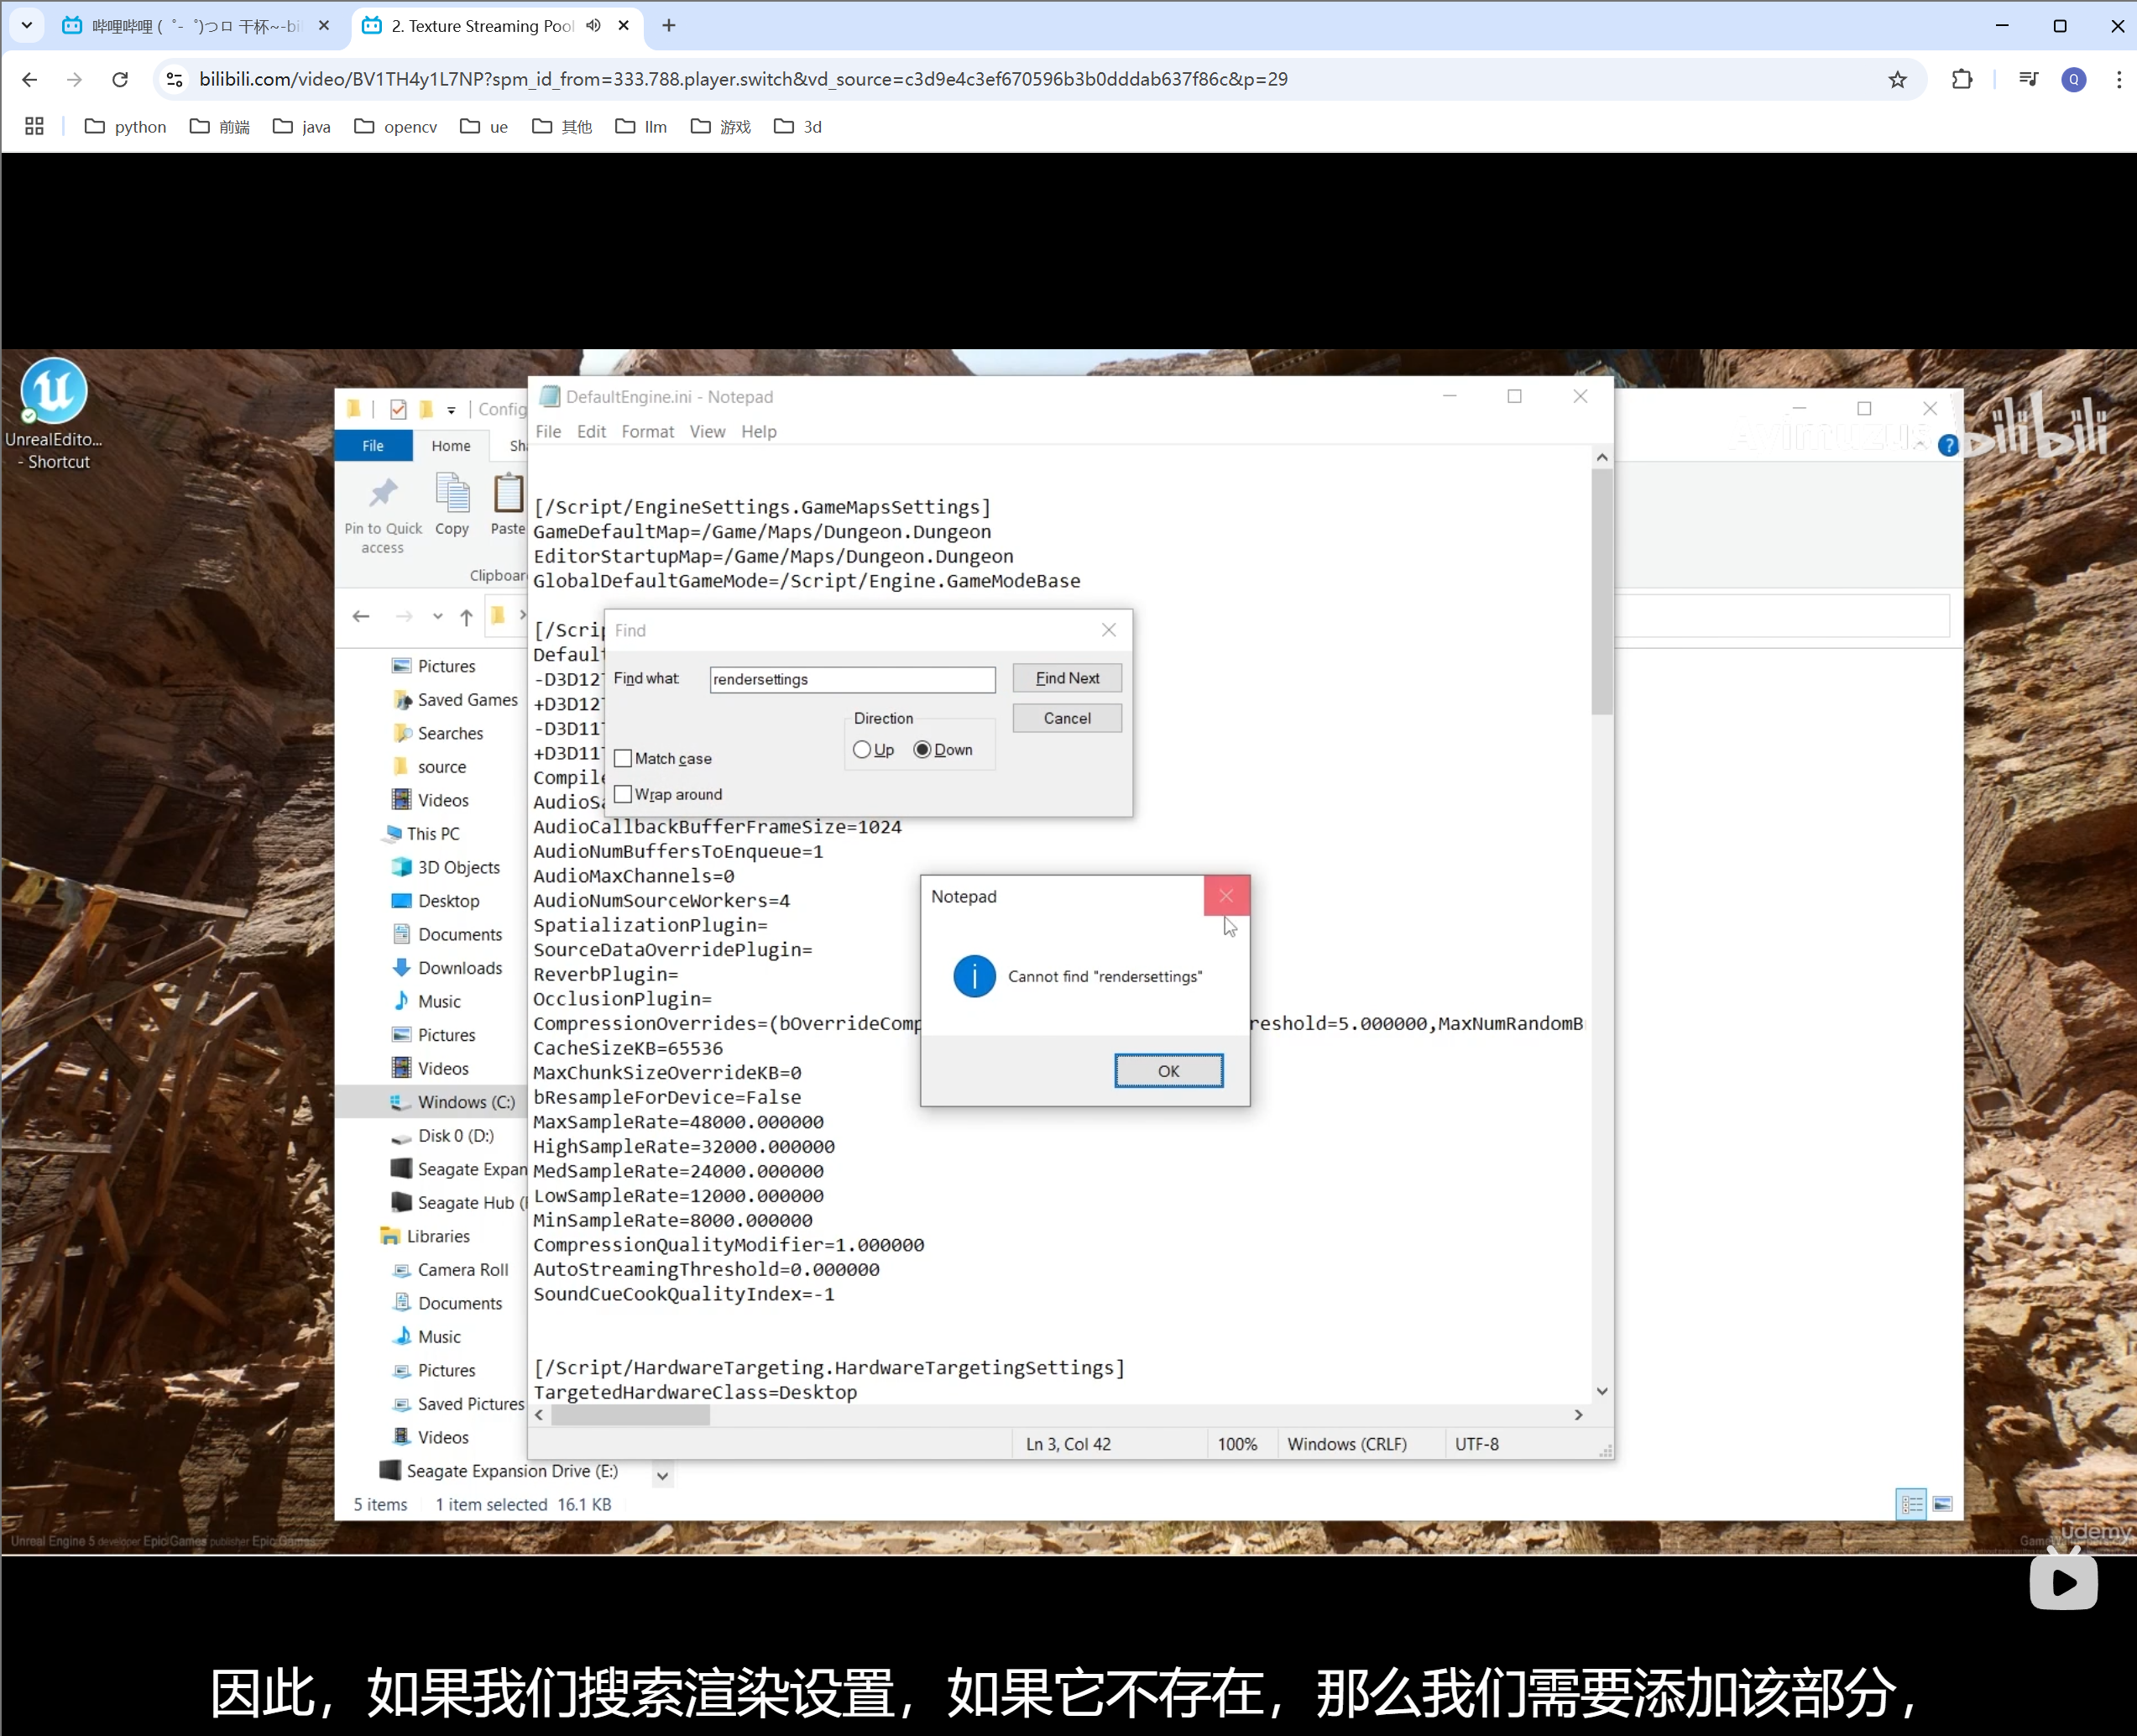 哔哩哔哩 (゜-゜)つロ 干杯~-bi
2. Texture Streaming Pool
bilibili.com/video/BV1TH4y1L7NP?spm_id_from=333.788.player.switch&vd_source=c3d9e4c3ef670596b3b0dddab637f86c&p=29
Q
python 前端 java opencv ue 其他 llm 游戏 3d
UnrealEdito...
- Shortcut
Config
File Home Sha
Pin to Quick
access
Copy
Paste
Clipboar
Pictures
Saved Games
Searches
source
Videos
This PC
3D Objects
Desktop
Documents
Downloads
Music
Pictures
Videos
Windows (C:)
Disk 0 (D:)
Seagate Expan
Seagate Hub (
Libraries
Camera Roll
Documents
Music
Pictures
Saved Pictures
Videos
Seagate Expansion Drive (E:)
5 items 1 item selected 16.1 KB
DefaultEngine.ini - Notepad
File Edit Format View Help
[/Script/EngineSettings.GameMapsSettings]
GameDefaultMap=/Game/Maps/Dungeon.Dungeon
EditorStartupMap=/Game/Maps/Dungeon.Dungeon
GlobalDefaultGameMode=/Script/Engine.GameModeBase
[/Scrip
Default
-D3D12T
+D3D12T
-D3D11T
+D3D11T
Compile
AudioSa
AudioCallbackBufferFrameSize=1024
AudioNumBuffersToEnqueue=1
AudioMaxChannels=0
AudioNumSourceWorkers=4
SpatializationPlugin=
SourceDataOverridePlugin=
ReverbPlugin=
OcclusionPlugin=
CompressionOverrides=(bOverrideComp reshold=5.000000,MaxNumRandomB
CacheSizeKB=65536
MaxChunkSizeOverrideKB=0
bResampleForDevice=False
MaxSampleRate=48000.000000
HighSampleRate=32000.000000
MedSampleRate=24000.000000
LowSampleRate=12000.000000
MinSampleRate=8000.000000
CompressionQualityModifier=1.000000
AutoStreamingThreshold=0.000000
SoundCueCookQualityIndex=-1
[/Script/HardwareTargeting.HardwareTargetingSettings]
TargetedHardwareClass=Desktop
Ln 3, Col 42 100% Windows (CRLF) UTF-8
Find
Find what: rendersettings
Find Next
Cancel
Direction
Up Down
Match case
Wrap around
Notepad
Cannot find "rendersettings"
OK
bilibili
Unreal Engine 5 developer Epic Games publisher Epic Games
udemy
因此，如果我们搜索渲染设置，如果它不存在，那么我们需要添加该部分，